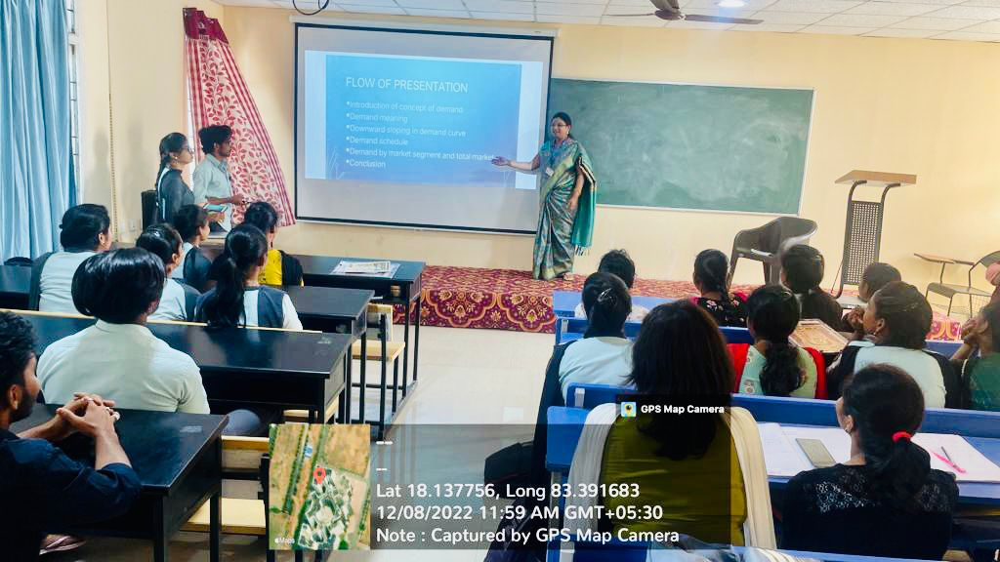 FLOW OF PRESENTATION
•Introduction of concept of demand
•Demand meaning
•Downward sloping in demand curve
•Demand schedule
•Demand by market segment and total market
•Conclusion
GPS Map Camera
--
--
Lat 18.137756, Long 83.391683
12/08/2022 11:59 AM GMT+05:30
Note : Captured by GPS Map Camera
Maps